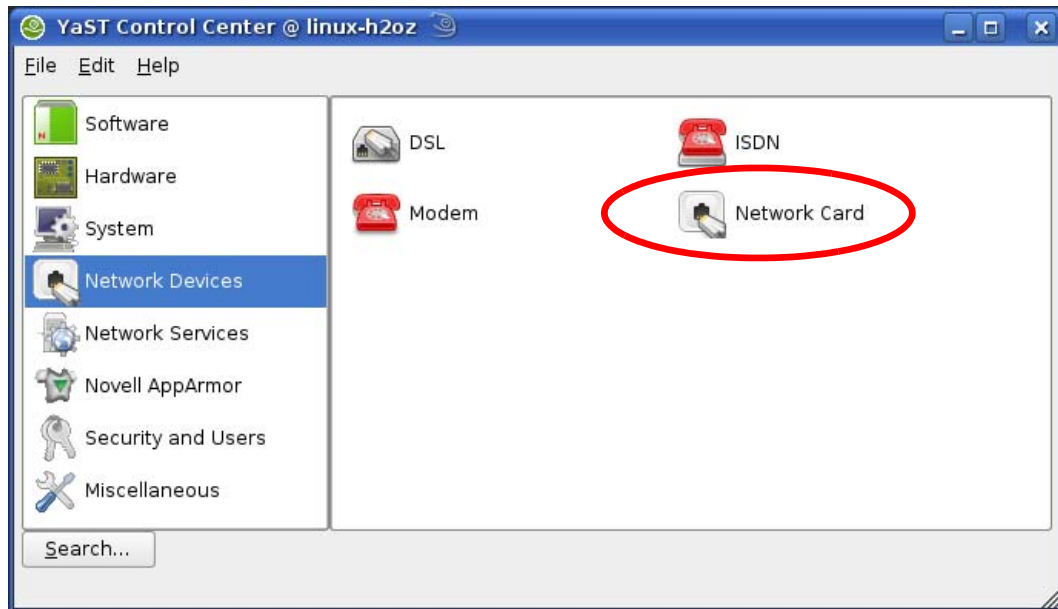 YaST Control Center @ linux-h2oz
File Edit Help
Software
Hardware
System
Network Devices
Network Services
Novell AppArmor
Security and Users
Miscellaneous
DSL
ISDN
Modem
Network Card
Search...